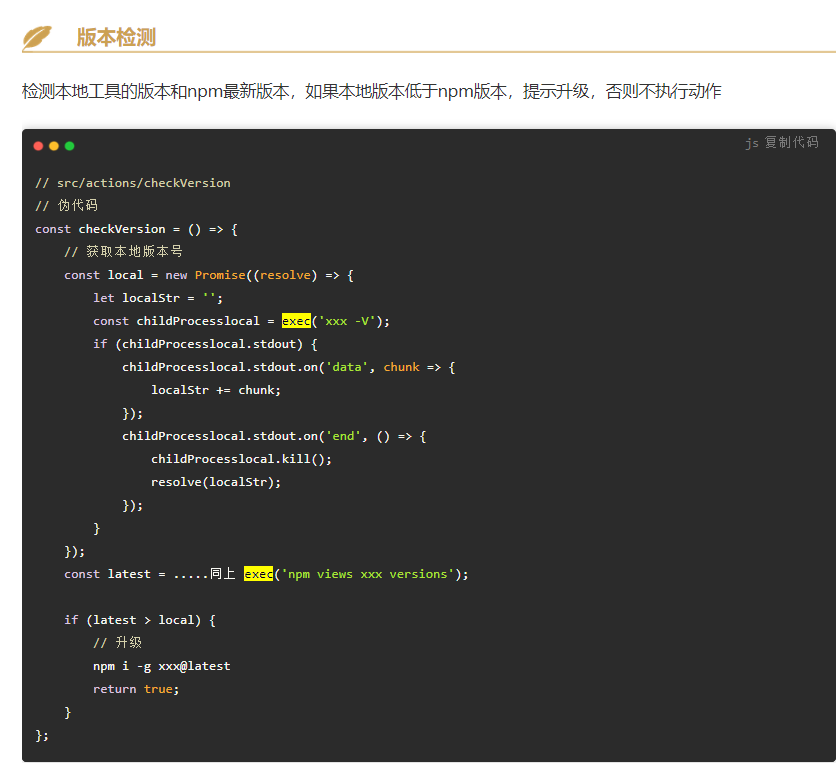 版本检测
检测本地工具的版本和npm最新版本，如果本地版本低于npm版本，提示升级，否则不执行动作
js 复制代码
// src/actions/checkVersion
// 伪代码
const checkVersion = () => {
    // 获取本地版本号
    const local = new Promise((resolve) => {
        let localStr = '';
        const childProcesslocal = exec('xxx -V');
        if (childProcesslocal.stdout) {
            childProcesslocal.stdout.on('data', chunk => {
                localStr += chunk;
            });
            childProcesslocal.stdout.on('end', () => {
                childProcesslocal.kill();
                resolve(localStr);
            });
        }
    });
    const latest = .....同上 exec('npm views xxx versions');
    if (latest > local) {
        // 升级
        npm i -g xxx@latest
        return true;
    }
};